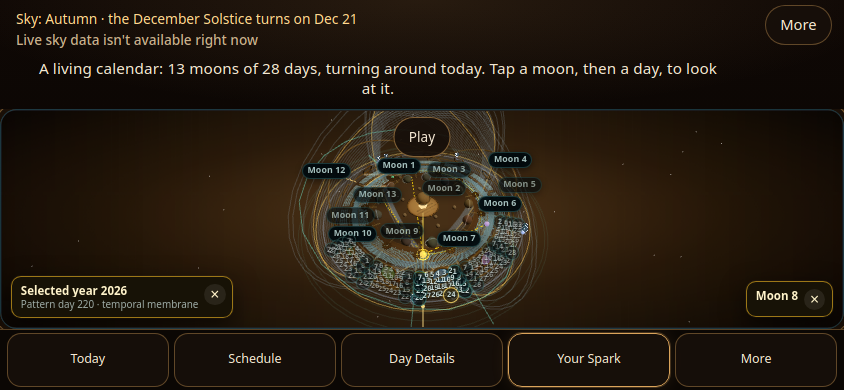 Sky: Autumn · the December Solstice turns on Dec 21
Live sky data isn't available right now
More
A living calendar: 13 moons of 28 days, turning around today. Tap a moon, then a day, to look
at it.
Play
Moon 12
Moon 1
Moon 3
Moon 4
Moon 13
Moon 2
Moon 5
Moon 11
Moon 6
Moon 10
Moon 9
Moon 7
24
Selected year 2026
Pattern day 220 · temporal membrane
×
Moon 8
×
Today
Schedule
Day Details
Your Spark
More